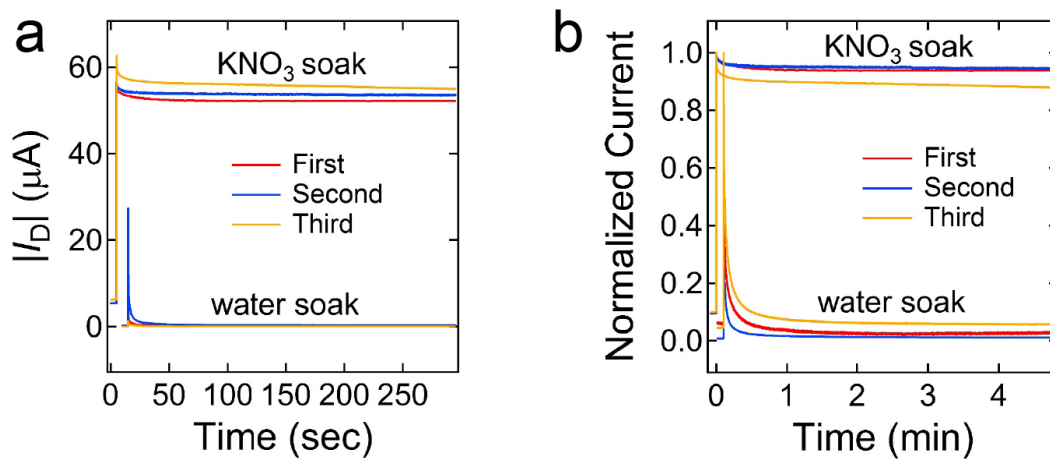 a
|I_D| (μA)
60
40
20
0
KNO₃ soak
First
Second
Third
water soak
0 50 100 150 200 250
Time (sec)
b
Normalized Current
1.0
0.8
0.6
0.4
0.2
0.0
KNO₃ soak
First
Second
Third
water soak
0 1 2 3 4
Time (min)